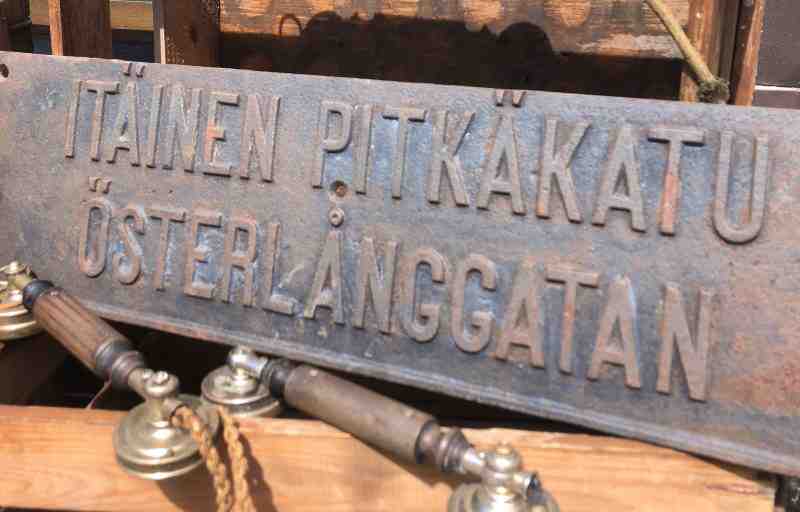 ITÄINEN PITKÄKATU
ÖSTERLÅNGGATAN